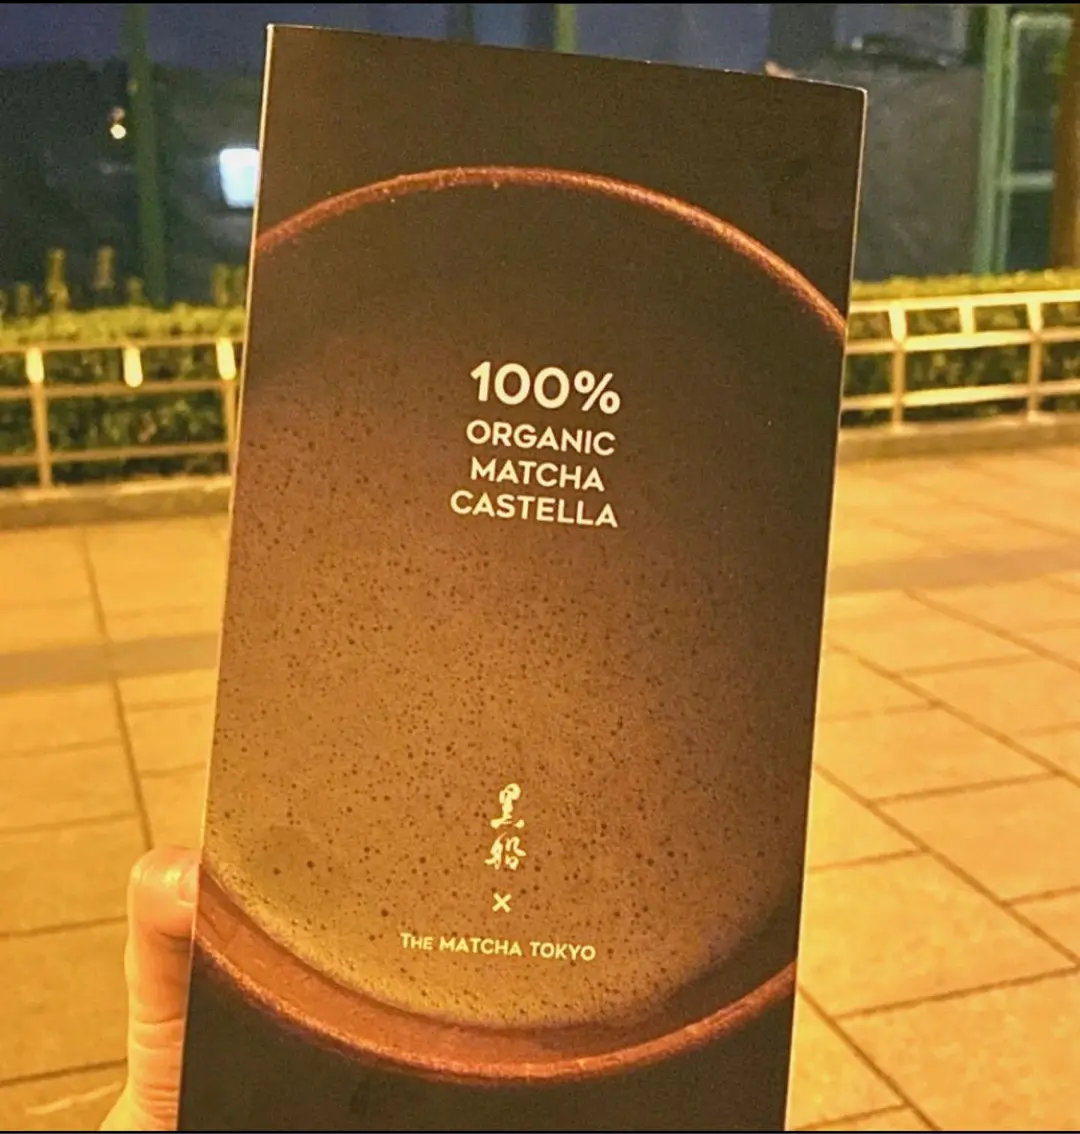 100%
ORGANIC
MATCHA
CASTELLA
黒
船
×
THE MATCHA TOKYO